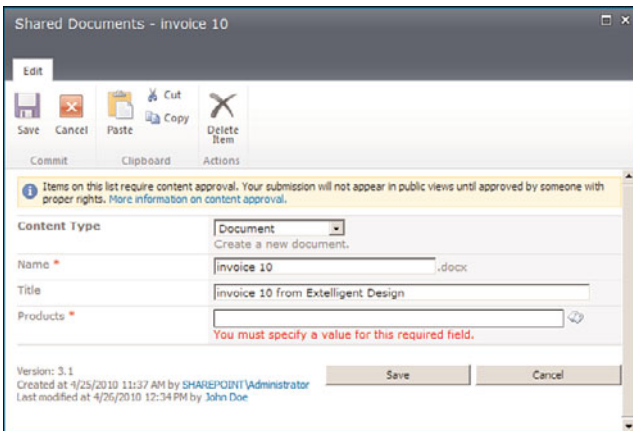 Shared Documents - invoice 10
Edit
Save
Cancel
Paste
Cut
Copy
Delete
Item
Commit
Clipboard
Actions
Items on this list require content approval. Your submission will not appear in public views until approved by someone with
proper rights. More information on content approval.
Content Type
Document
Create a new document.
Name *
invoice 10 .docx
Title
invoice 10 from Extelligent Design
Products *
You must specify a value for this required field.
Version: 3.1
Created at 4/25/2010 11:37 AM by SHAREPOINT\Administrator
Last modified at 4/26/2010 12:34 PM by John Doe
Save
Cancel